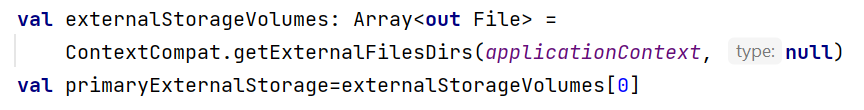 val externalStorageVolumes: Array<out File> =
ContextCompat.getExternalFilesDirs(applicationContext, type: null)
val primaryExternalStorage=externalStorageVolumes[0]